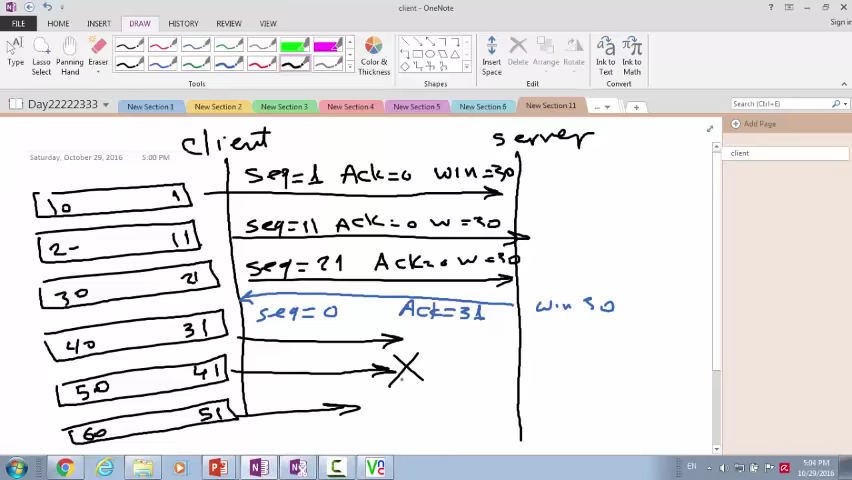 client - OneNote
FILE HOME INSERT DRAW HISTORY REVIEW VIEW
Sign in
Type Lasso Select Panning Hand Eraser Color & Thickness Insert Space Delete Arrange Rotate Ink to Text Ink to Math
Tools Shapes Edit Convert
Day22222333 New Section 1 New Section 2 New Section 3 New Section 4 New Section 5 New Section 6 New Section 11 Search (Ctrl+E)
Add Page
client
Saturday, October 29, 2016 5:00 PM
client server
seq=1 Ack=0 win=30
10 1
seq=11 Ack=0 w=30
2- 11
seq=21 Ack=0 w=30
30 21
seq=0 Ack=31 win 30
40 31
50 41
60 51
EN 5:04 PM
10/29/2016